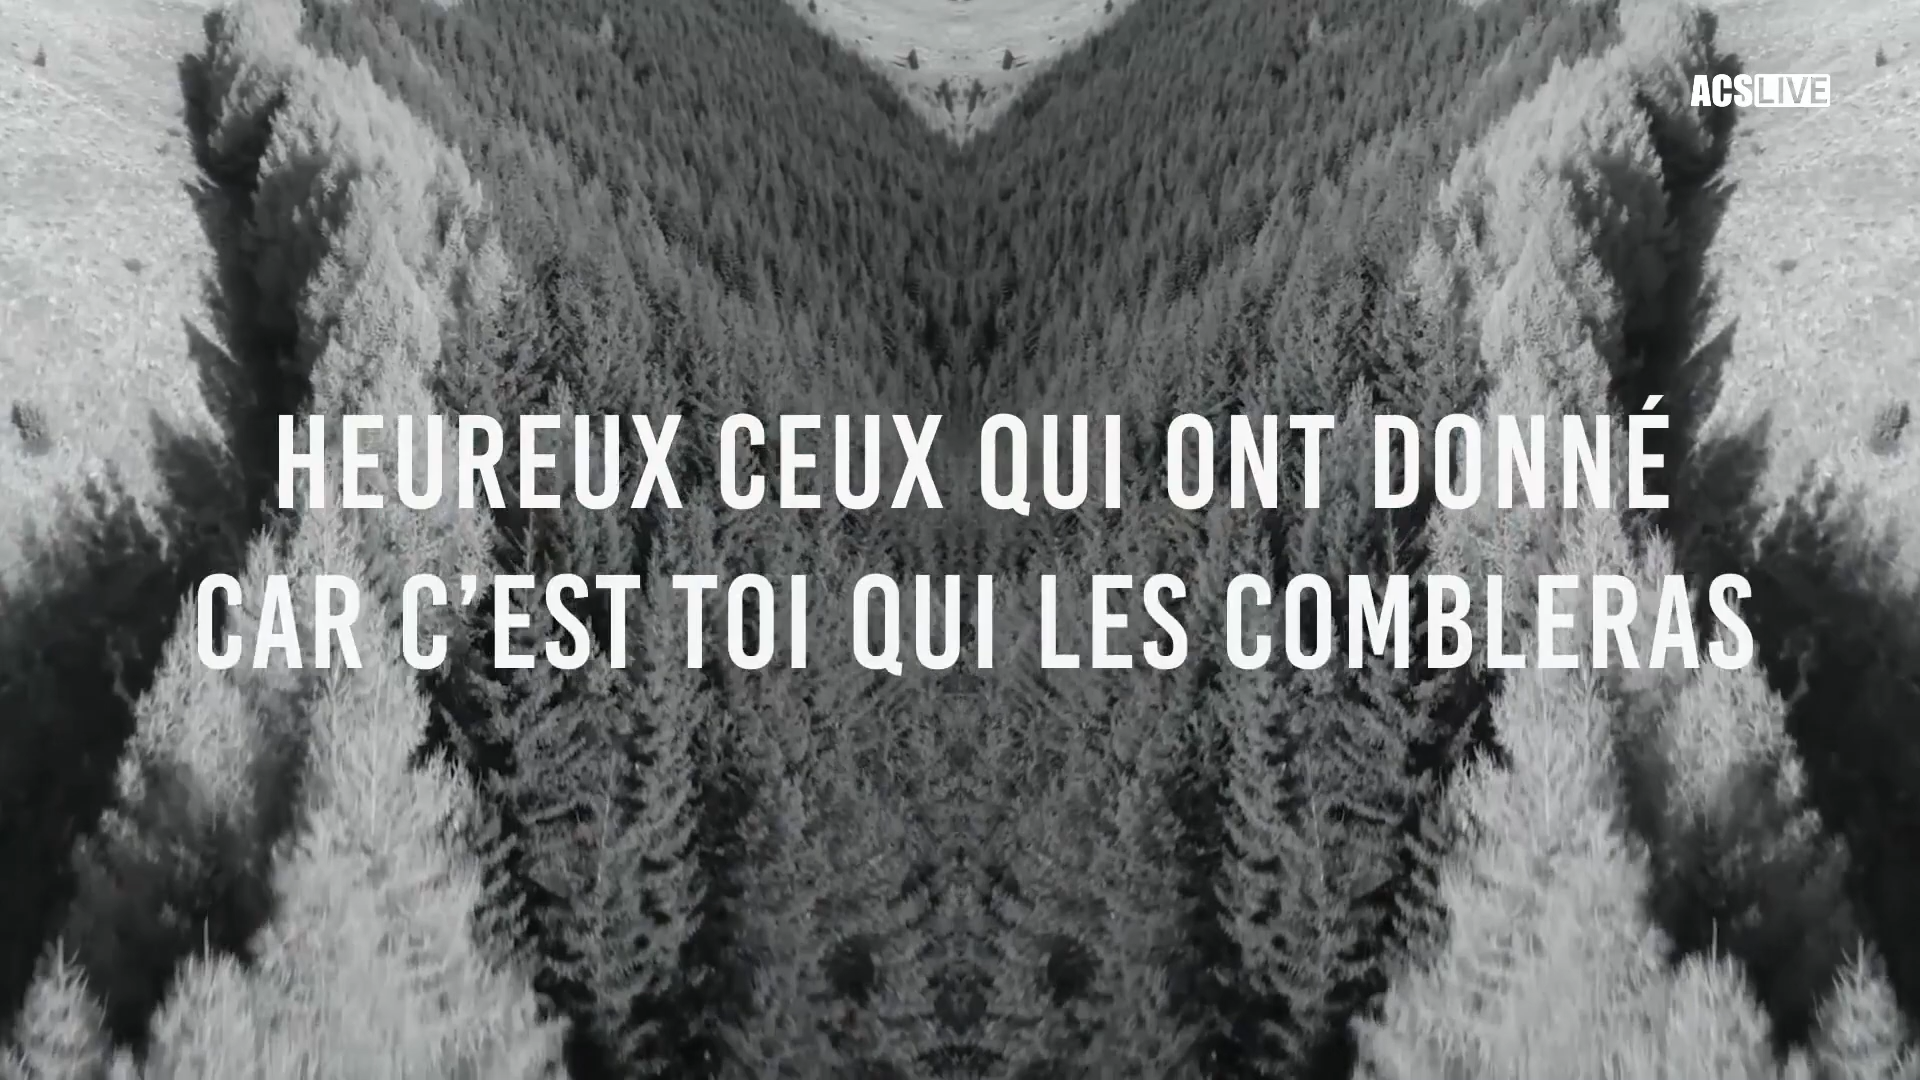 ACSLIVE
HEUREUX CEUX QUI ONT DONNÉ
CAR C’EST TOI QUI LES COMBLERAS